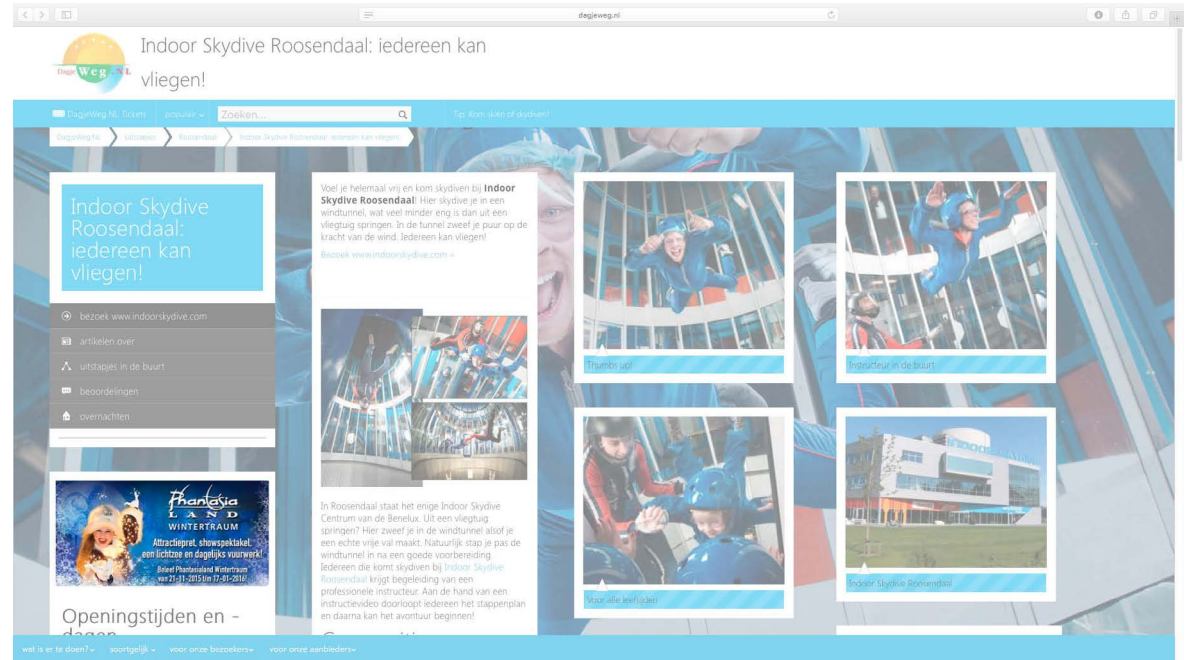 dagjeweg.nl
Dagje Weg.NL
Indoor Skydive Roosendaal: iedereen kan
vliegen!
DagjeWeg.NL Tickets
populair
Zoeken...
Tip: Kom skiën of skydiven!
DagjeWeg.NL
uitstapjes
Roosendaal
Indoor Skydive Roosendaal: iedereen kan vliegen!
Indoor Skydive
Roosendaal:
iedereen kan
vliegen!
bezoek www.indoorskydive.com
artikelen over
uitstapjes in de buurt
beoordelingen
overnachten
Phantasia
LAND
WINTERTRAUM
Attractiepret, showspektakel,
een lichtzee en dagelijks vuurwerk!
Beleef Phantasialand Wintertraum
van 21-11-2015 t/m 17-01-2016!
Openingstijden en -
dagen
Voel je helemaal vrij en kom skydiven bij Indoor
Skydive Roosendaal! Hier skydive je in een
windtunnel, wat veel minder eng is dan uit een
vliegtuig springen. In de tunnel zweef je puur op de
kracht van de wind. Iedereen kan vliegen!
Bezoek www.indoorskydive.com »
In Roosendaal staat het enige Indoor Skydive
Centrum van de Benelux. Uit een vliegtuig
springen? Hier zweef je in de windtunnel alsof je
een echte vrije val maakt. Natuurlijk stap je pas de
windtunnel in na een goede voorbereiding.
Iedereen die komt skydiven bij Indoor Skydive
Roosendaal krijgt begeleiding van een
professionele instructeur. Aan de hand van een
instructievideo doorloopt iedereen het stappenplan
en daarna kan het avontuur beginnen!
Thumbs up!
Instructeur in de buurt
Voor alle leeftijden
indoor
Indoor Skydive Roosendaal
wat is er te doen?
soortgelijk
voor onze bezoekers
voor onze aanbieders